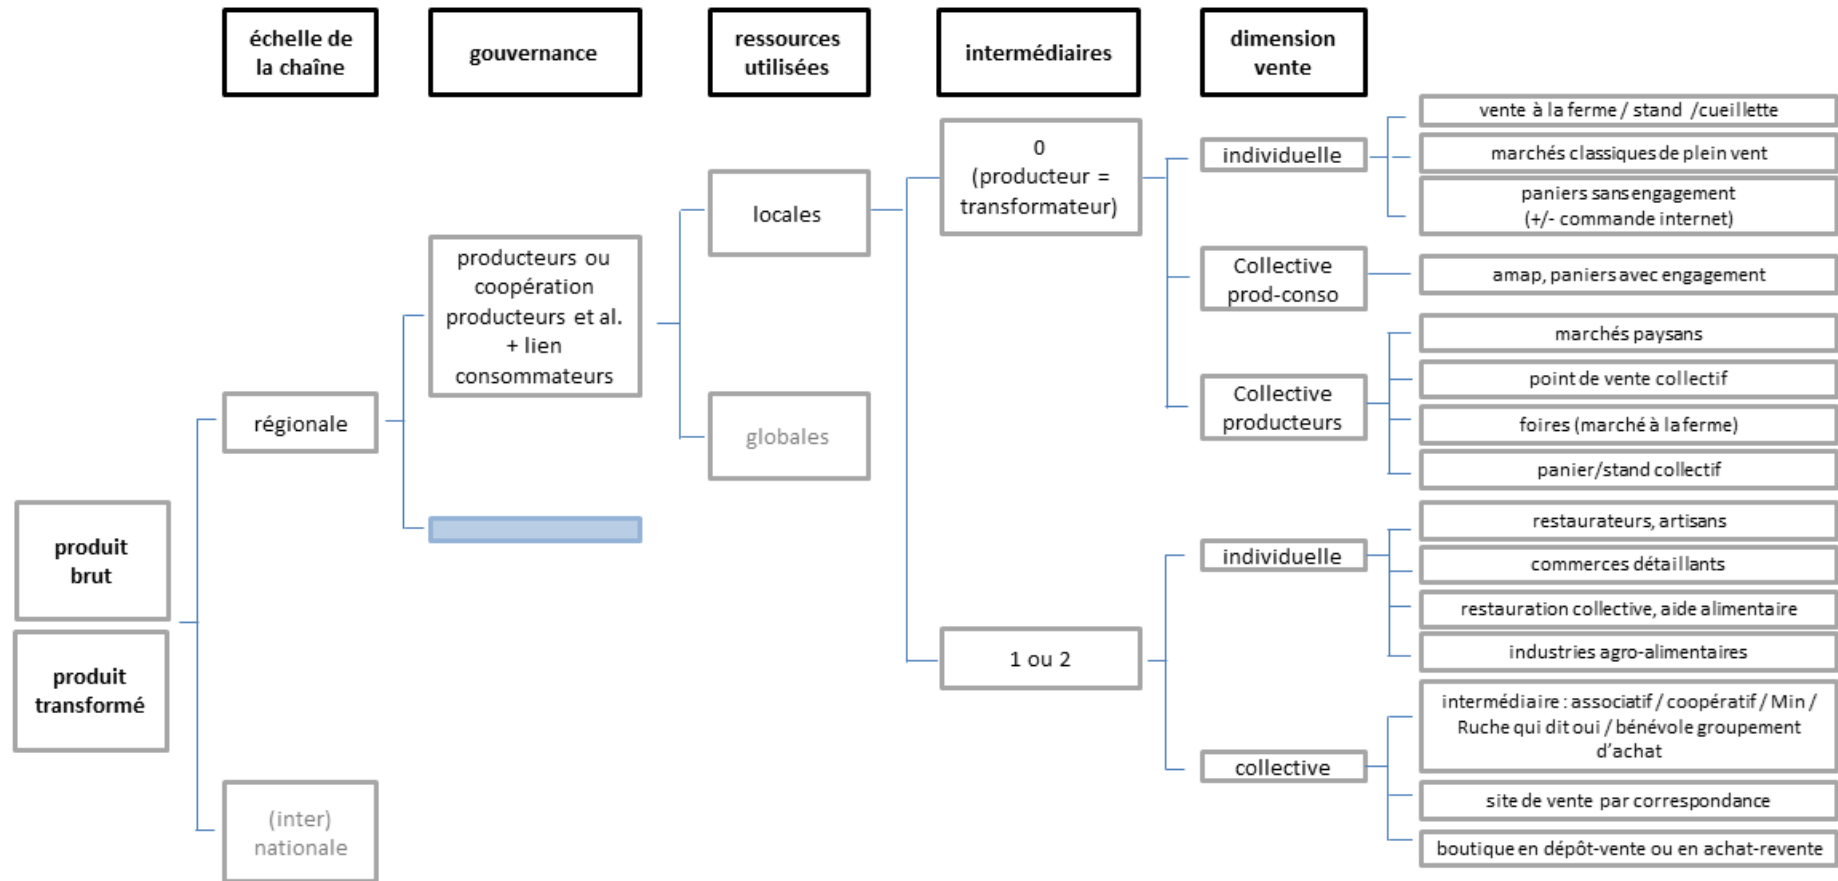 échelle de
la chaîne
gouvernance
ressources
utilisées
intermédiaires
dimension
vente
produit
brut
produit
transformé
régionale
(inter)
nationale
producteurs ou
coopération
producteurs et al.
+ lien
consommateurs
locales
globales
0
(producteur =
transformateur)
1 ou 2
individuelle
Collective
prod-conso
Collective
producteurs
individuelle
collective
vente à la ferme / stand /cueillette
marchés classiques de plein vent
paniers sans engagement
(+/- commande internet)
amap, paniers avec engagement
marchés paysans
point de vente collectif
foires (marché à la ferme)
panier/stand collectif
restaurateurs, artisans
commerces détaillants
restauration collective, aide alimentaire
industries agro-alimentaires
intermédiaire : associatif / coopératif / Min /
Ruche qui dit oui / bénévole groupement
d'achat
site de vente par correspondance
boutique en dépôt-vente ou en achat-revente